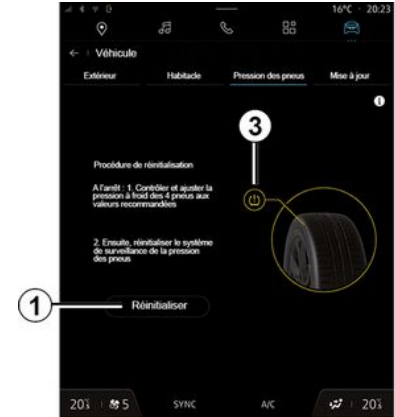 16°C · 20:23
← Véhicule
Extérieur Habitacle Pression des pneus Mise à jour
3
Procédure de réinitialisation
A l'arrêt : 1. Contrôler et ajuster la
pression à froid des 4 pneus aux
valeurs recommandées
2. Ensuite, réinitialiser le système
de surveillance de la pression
des pneus
1
Réinitialiser
5 SYNC A/C